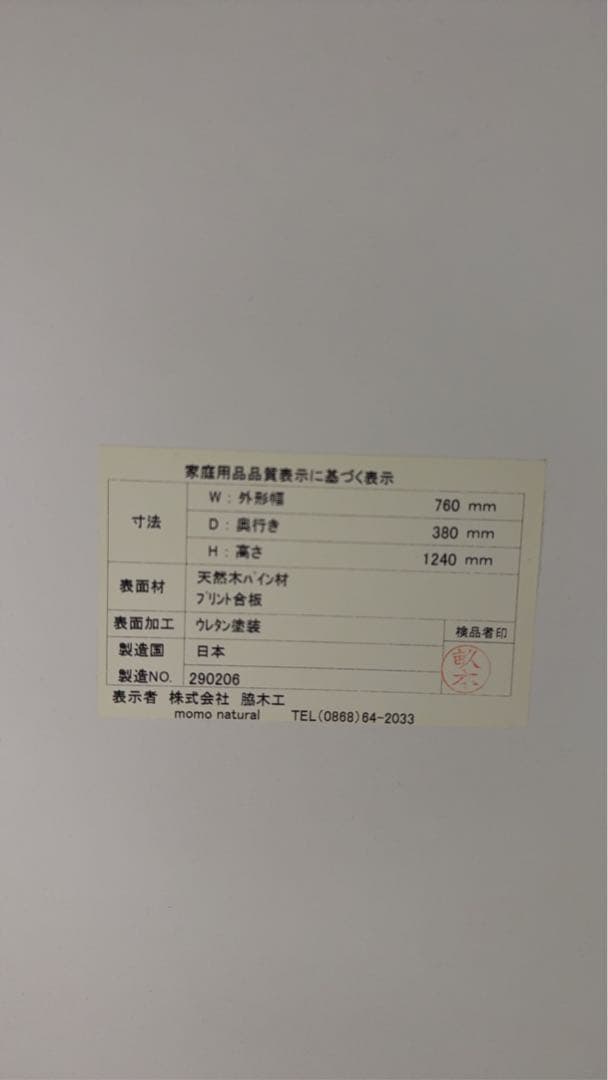 家庭用品品質表示に基づく表示
寸法
W：外形幅 760 mm
D：奥行き 380 mm
H：高さ 1240 mm
表面材 天然木ﾊﾟｲﾝ材
ﾌﾟﾘﾝﾄ合板
表面加工 ｳﾚﾀﾝ塗装 検品者印
製造国 日本
畝木
製造NO. 290206
表示者 株式会社 脇木工
momo natural TEL(0868)64-2033